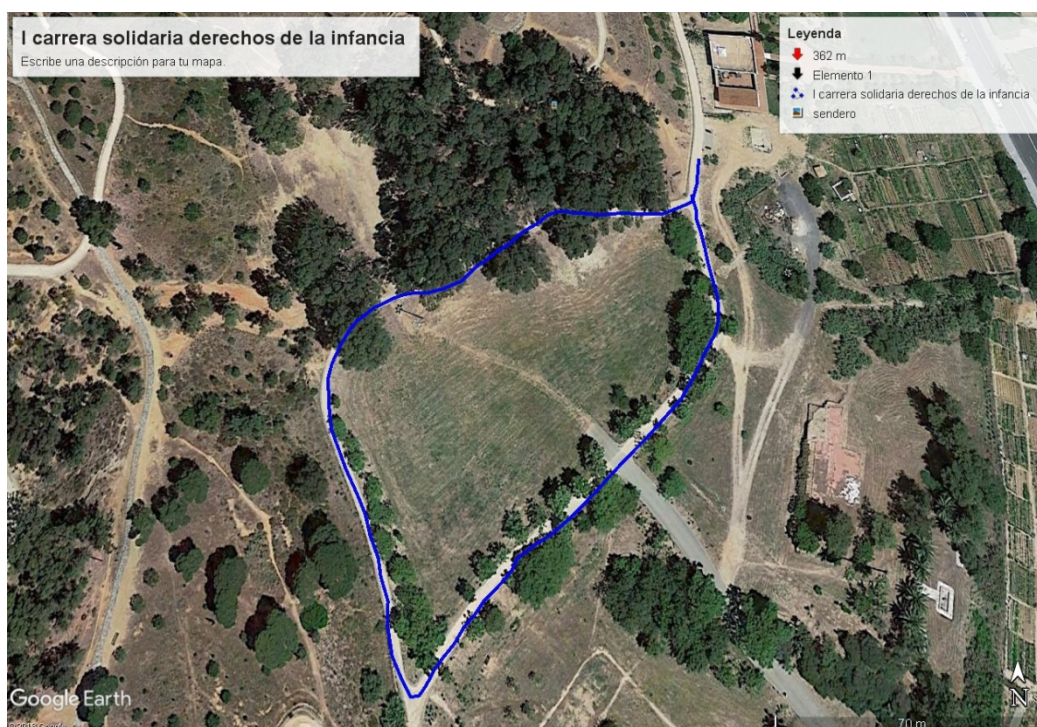 I carrera solidaria derechos de la infancia
Escribe una descripción para tu mapa.
Leyenda
362 m
Elemento 1
I carrera solidaria derechos de la infancia
sendero
Google Earth
N
70 m